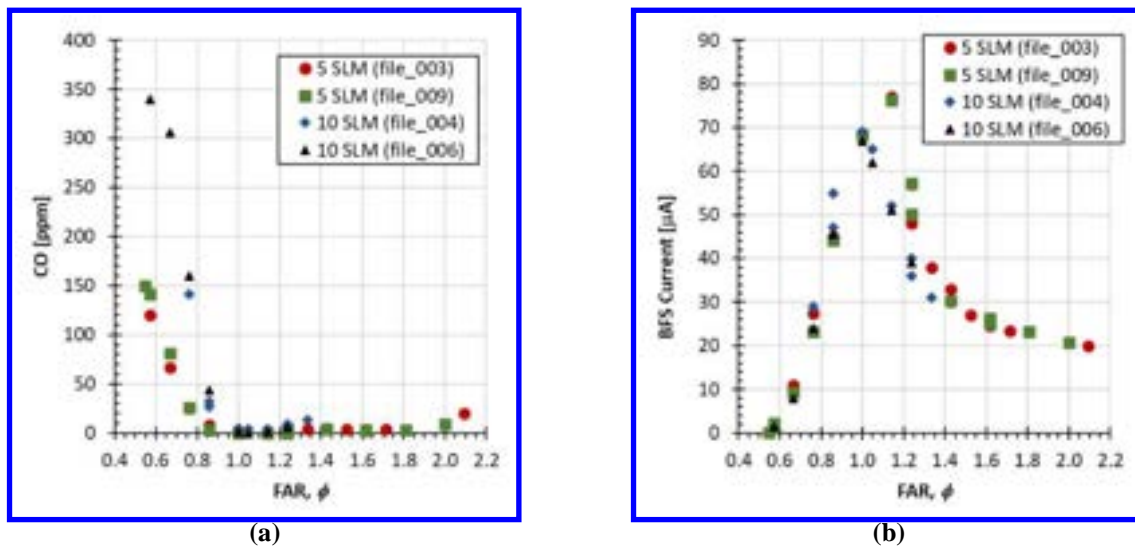 400
350
300
250
200
150
100
50
0
CO [ppm]
5 SLM (file_003)
5 SLM (file_009)
10 SLM (file_004)
10 SLM (file_006)
0.4 0.6 0.8 1.0 1.2 1.4 1.6 1.8 2.0 2.2
FAR, ϕ
(a)
90
80
70
60
50
40
30
20
10
0
BFS Current [μA]
5 SLM (file_003)
5 SLM (file_009)
10 SLM (file_004)
10 SLM (file_006)
0.4 0.6 0.8 1.0 1.2 1.4 1.6 1.8 2.0 2.2
FAR, ϕ
(b)